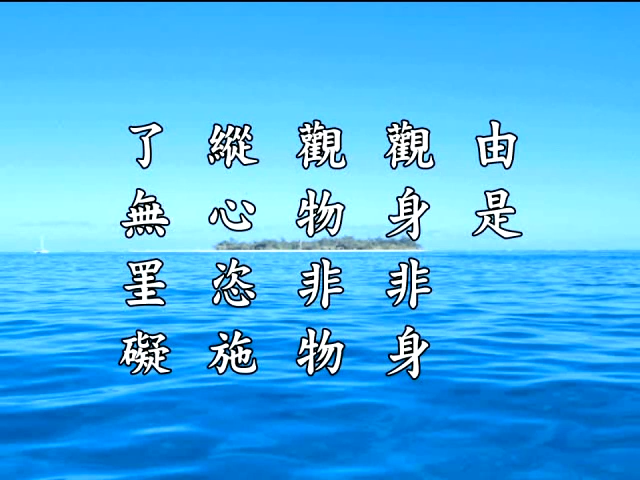 由是
觀身非身
觀物非物
縱心恣施
了無罣礙